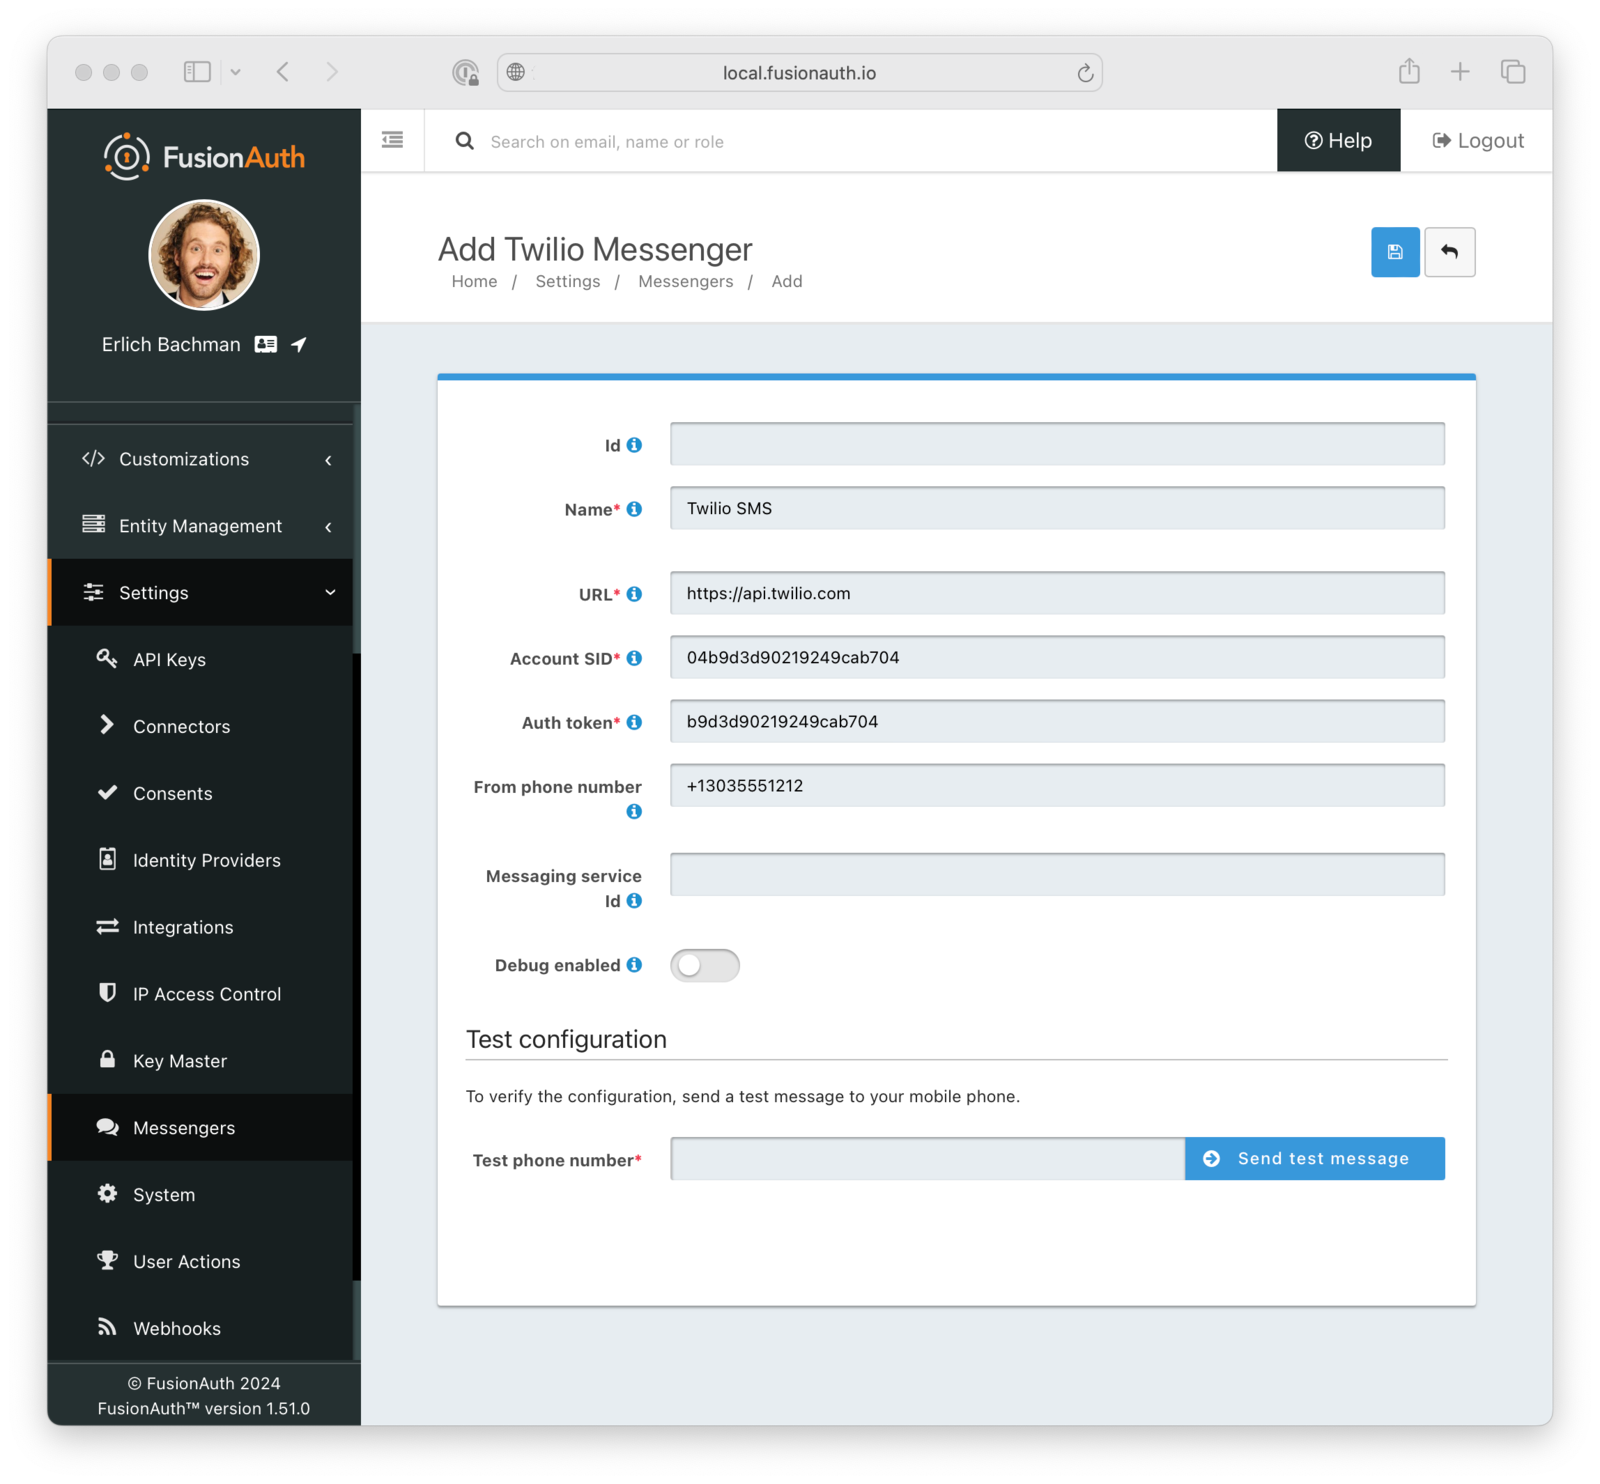 local.fusionauth.io
FusionAuth
Search on email, name or role
Help
Logout
Erlich Bachman
Add Twilio Messenger
Home / Settings / Messengers / Add
Customizations
Entity Management
Settings
API Keys
Connectors
Consents
Identity Providers
Integrations
IP Access Control
Key Master
Messengers
System
User Actions
Webhooks
© FusionAuth 2024
FusionAuth™ version 1.51.0
Id
Name* Twilio SMS
URL* https://api.twilio.com
Account SID* 04b9d3d90219249cab704
Auth token* b9d3d90219249cab704
From phone number +13035551212
Messaging service
Id
Debug enabled
Test configuration
To verify the configuration, send a test message to your mobile phone.
Test phone number* Send test message